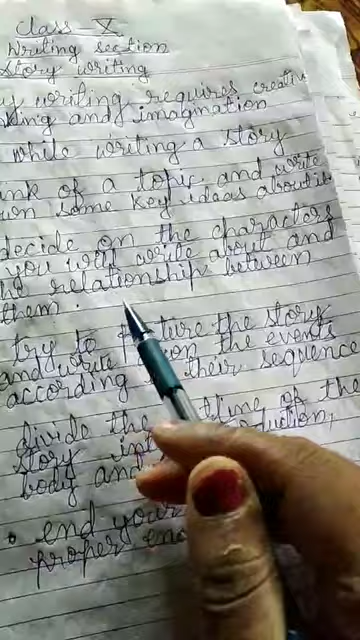 Class - X
Writing section
Story writing
writing requires creative
and imagination
while writing a story
of a topic and write
some key ideas about it
decide on the characters
you will write about and
relationship between
them.
try to picture the story
and write on the events
according their sequence
divide the of the
story
body and
• end your
proper